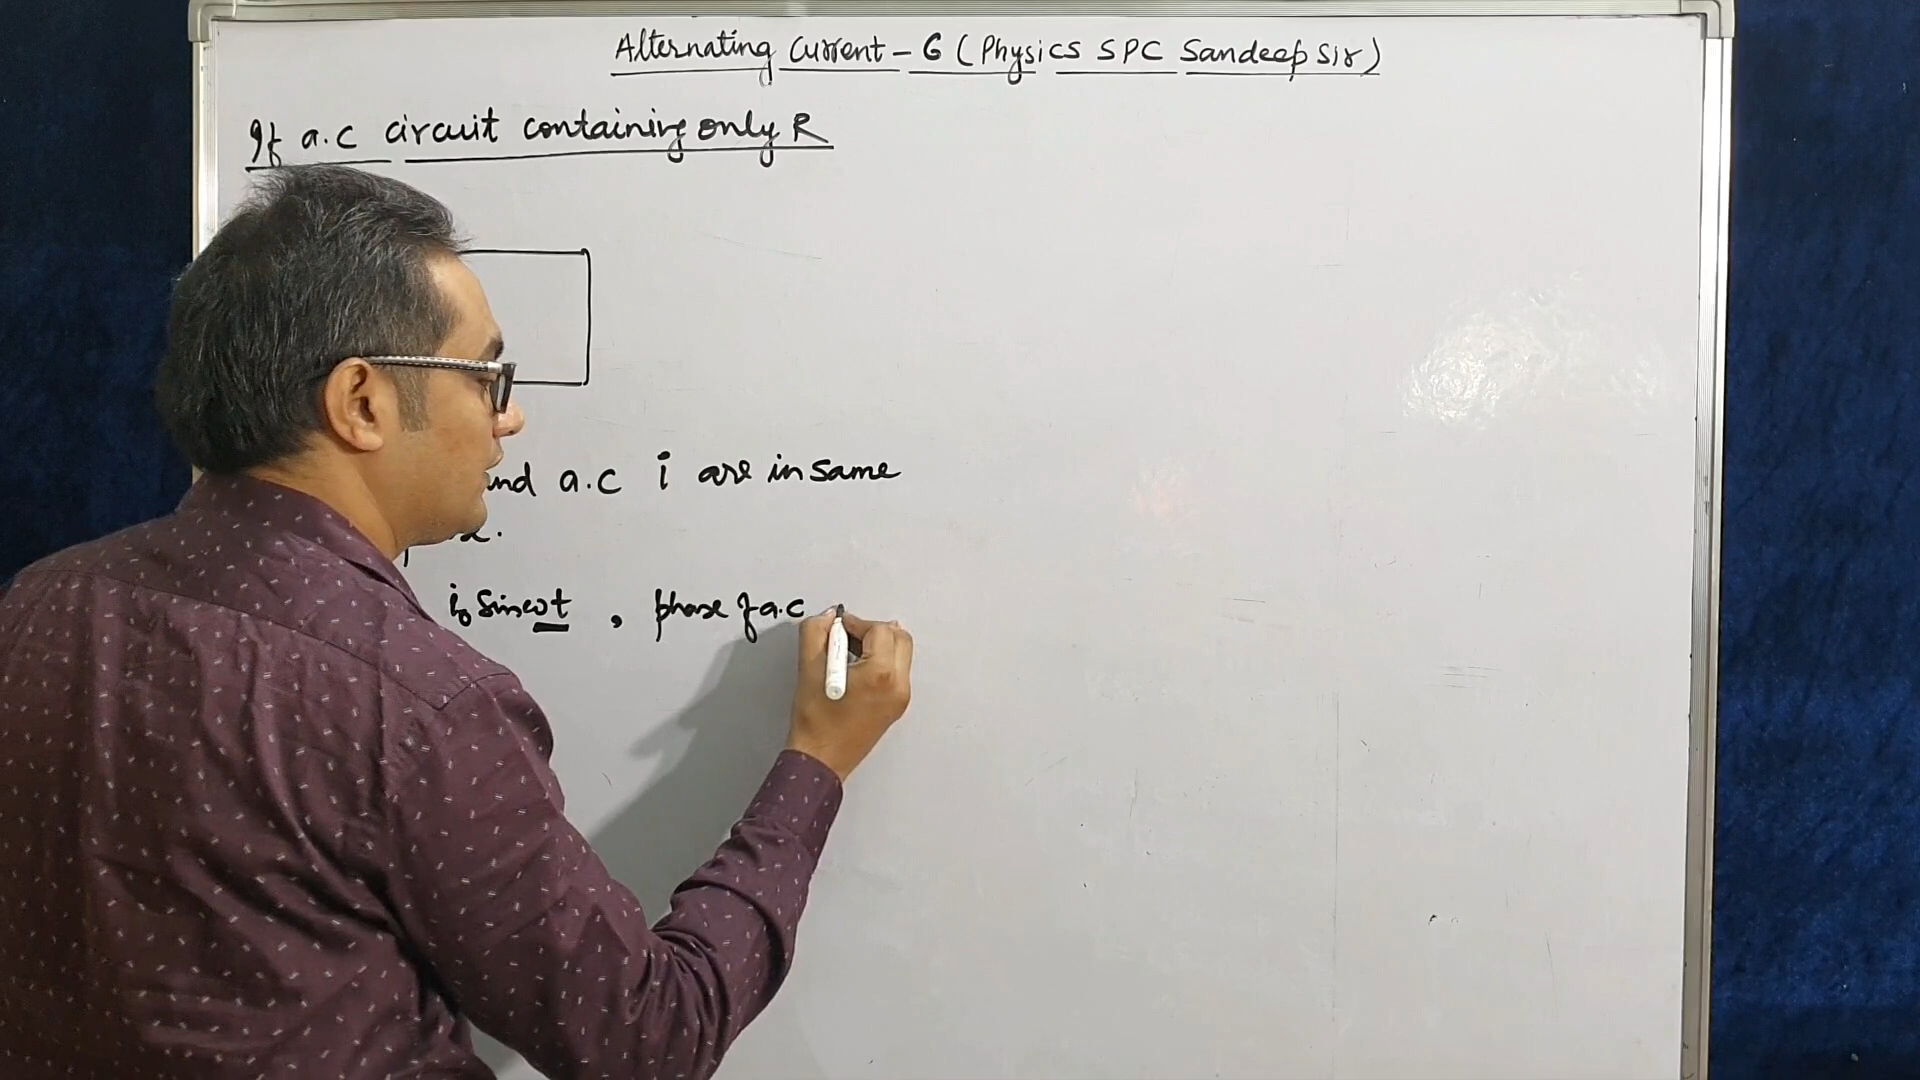 Alternating Current - 6 (Physics SPC Sandeep Sir)
If a.c circuit containing only R
and a.c i are in same
i₀ Sinωt , phase of a.c